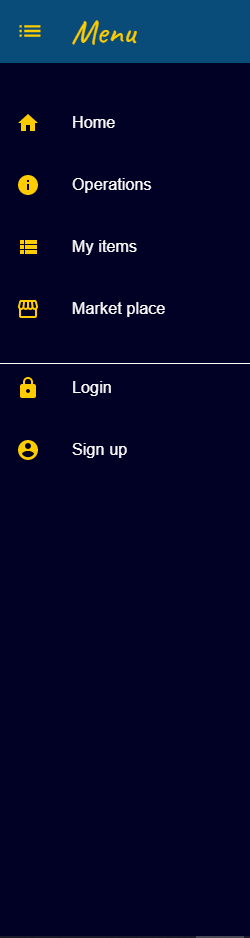 Menu
Home
Operations
My items
Market place
Login
Sign up